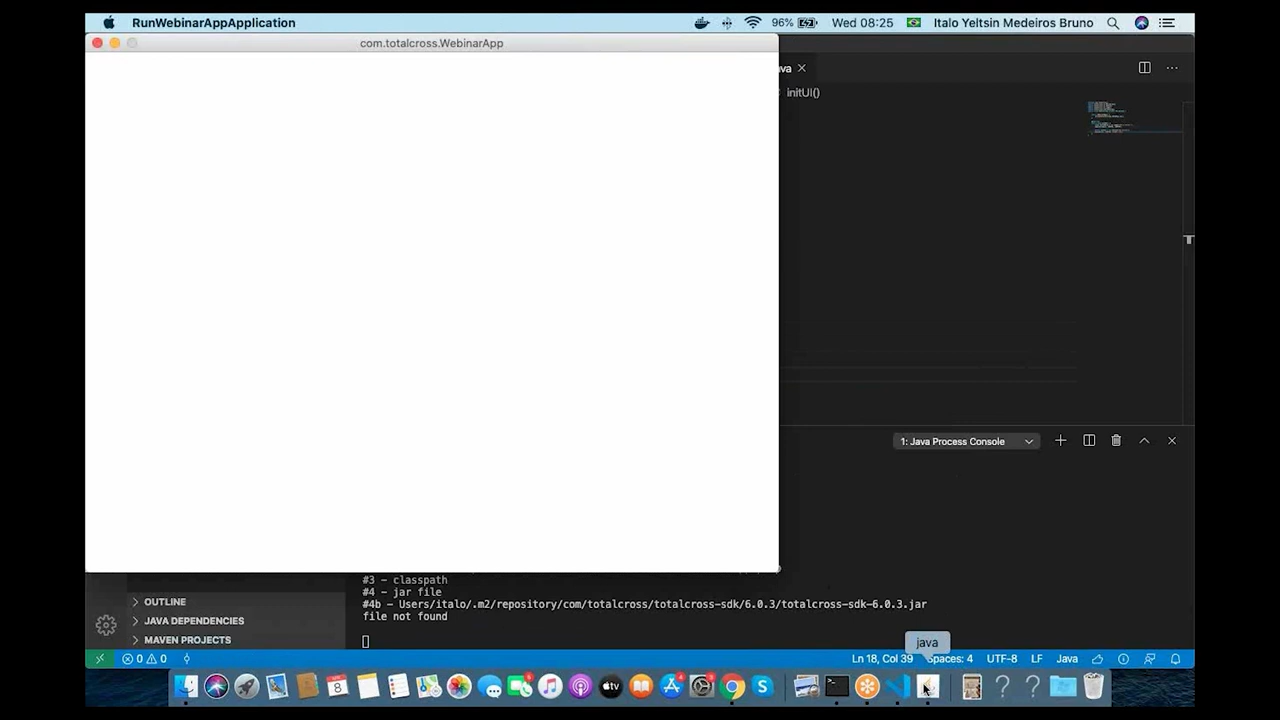 RunWebinarAppApplication
96%
Wed 08:25
Italo Yeltsin Medeiros Bruno
com.totalcross.WebinarApp
initUI()
1: Java Process Console
#3 - classpath
#4 - jar file
#4b - Users/italo/.m2/repository/com/totalcross/totalcross-sdk/6.0.3/totalcross-sdk-6.0.3.jar
file not found
OUTLINE
JAVA DEPENDENCIES
MAVEN PROJECTS
java
0 0
Ln 18, Col 39
Spaces: 4
UTF-8
LF
Java
8
tv